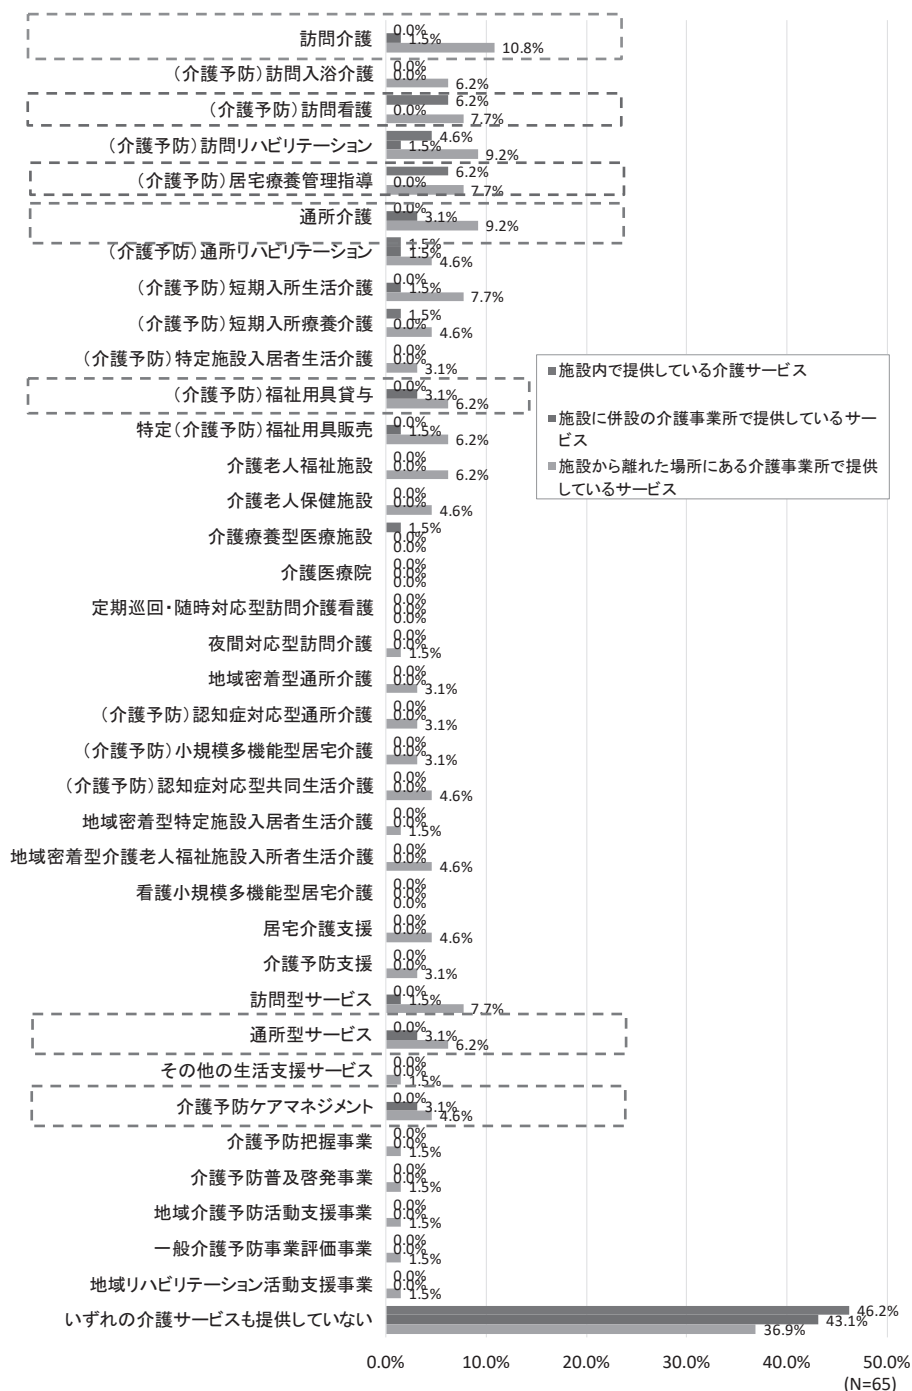 訪問介護
0.0%
1.5%
10.8%
(介護予防)訪問入浴介護
0.0%
0.0%
6.2%
(介護予防)訪問看護
6.2%
0.0%
7.7%
(介護予防)訪問リハビリテーション
4.6%
1.5%
9.2%
(介護予防)居宅療養管理指導
6.2%
0.0%
7.7%
通所介護
0.0%
3.1%
9.2%
(介護予防)通所リハビリテーション
1.5%
1.5%
4.6%
(介護予防)短期入所生活介護
0.0%
1.5%
7.7%
(介護予防)短期入所療養介護
1.5%
0.0%
4.6%
(介護予防)特定施設入居者生活介護
0.0%
0.0%
3.1%
(介護予防)福祉用具貸与
0.0%
3.1%
6.2%
特定(介護予防)福祉用具販売
0.0%
1.5%
6.2%
介護老人福祉施設
0.0%
0.0%
6.2%
介護老人保健施設
0.0%
0.0%
4.6%
介護療養型医療施設
1.5%
0.0%
0.0%
介護医療院
0.0%
0.0%
0.0%
定期巡回・随時対応型訪問介護看護
0.0%
0.0%
0.0%
夜間対応型訪問介護
0.0%
0.0%
1.5%
地域密着型通所介護
0.0%
0.0%
3.1%
(介護予防)認知症対応型通所介護
0.0%
0.0%
3.1%
(介護予防)小規模多機能型居宅介護
0.0%
0.0%
3.1%
(介護予防)認知症対応型共同生活介護
0.0%
0.0%
4.6%
地域密着型特定施設入居者生活介護
0.0%
0.0%
1.5%
地域密着型介護老人福祉施設入所者生活介護
0.0%
0.0%
4.6%
看護小規模多機能型居宅介護
0.0%
0.0%
0.0%
居宅介護支援
0.0%
0.0%
4.6%
介護予防支援
0.0%
0.0%
3.1%
訪問型サービス
0.0%
1.5%
7.7%
通所型サービス
0.0%
3.1%
6.2%
その他の生活支援サービス
0.0%
0.0%
1.5%
介護予防ケアマネジメント
0.0%
3.1%
4.6%
介護予防把握事業
0.0%
0.0%
1.5%
介護予防普及啓発事業
0.0%
0.0%
1.5%
地域介護予防活動支援事業
0.0%
0.0%
1.5%
一般介護予防事業評価事業
0.0%
0.0%
1.5%
地域リハビリテーション活動支援事業
0.0%
0.0%
1.5%
いずれの介護サービスも提供していない
46.2%
43.1%
36.9%
施設内で提供している介護サービス
施設に併設の介護事業所で提供しているサー
ビス
施設から離れた場所にある介護事業所で提供
しているサービス
0.0% 10.0% 20.0% 30.0% 40.0% 50.0%
(N=65)